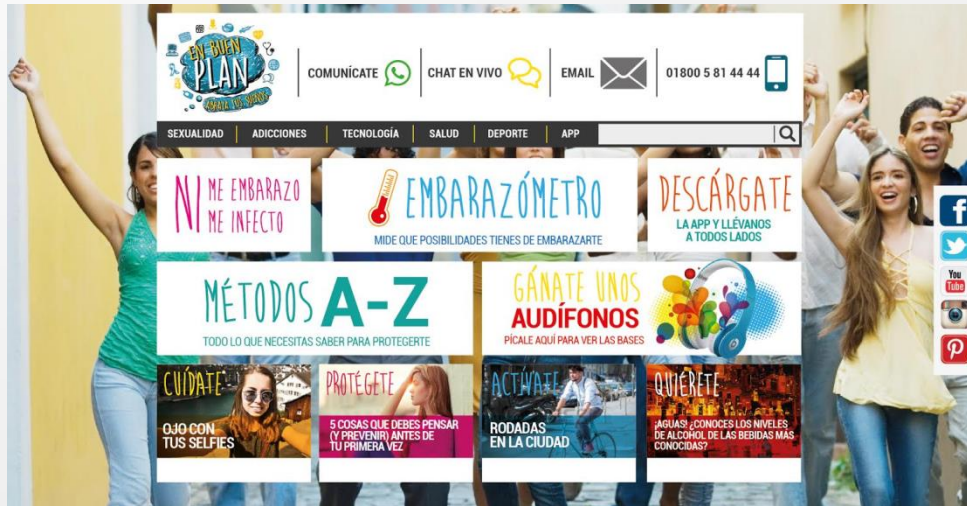 EN BUEN
PLAN
ABRAZA TUS SUEÑOS
COMUNÍCATE
CHAT EN VIVO
EMAIL
01800 5 81 44 44
SEXUALIDAD
ADICCIONES
TECNOLOGÍA
SALUD
DEPORTE
APP
NI ME EMBARAZO
ME INFECTO
EMBARAZÓMETRO
MIDE QUE POSIBILIDADES TIENES DE EMBARAZARTE
DESCÁRGATE
LA APP Y LLÉVANOS
A TODOS LADOS
MÉTODOS A-Z
TODO LO QUE NECESITAS SABER PARA PROTEGERTE
GÁNATE UNOS
AUDÍFONOS
PÍCALE AQUÍ PARA VER LAS BASES
CUÍDATE
OJO CON
TUS SELFIES
PROTÉGETE
5 COSAS QUE DEBES PENSAR
(Y PREVENIR) ANTES DE
TU PRIMERA VEZ
ACTÍVATE
RODADAS
EN LA CIUDAD
QUIÉRETE
¡AGUAS! ¿CONOCES LOS NIVELES
DE ALCOHOL DE LAS BEBIDAS MÁS
CONOCIDAS?
You
Tube